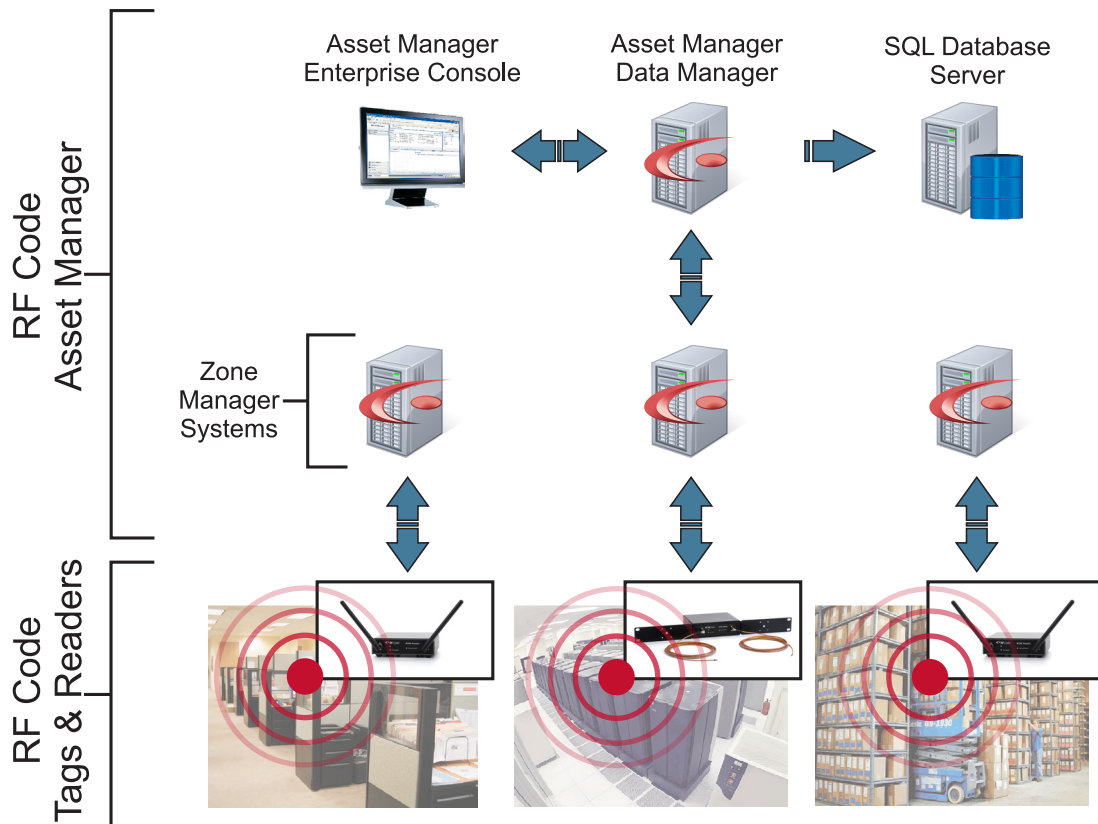 Asset Manager
Enterprise Console
Asset Manager
Data Manager
SQL Database
Server
RF Code
Asset Manager
Zone
Manager
Systems
RF Code
Tags & Readers